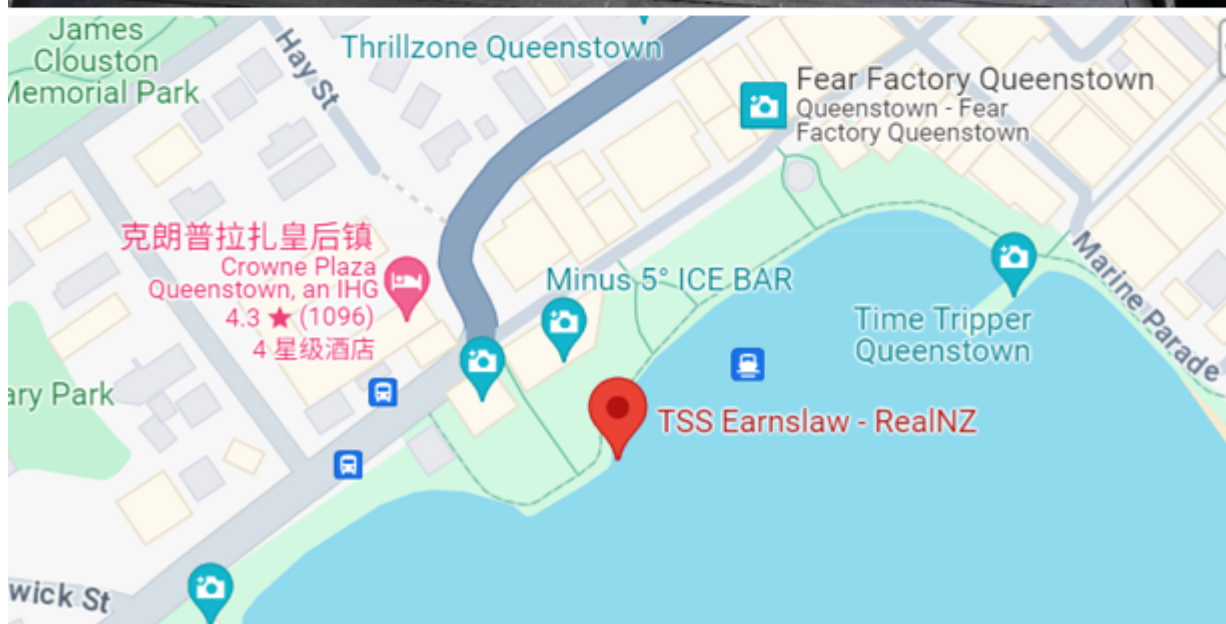 James
Clouston
Memorial Park
Hay St
Thrillzone Queenstown
Fear Factory Queenstown
Queenstown - Fear
Factory Queenstown
克朗普拉扎皇后镇
Crowne Plaza
Queenstown, an IHG
4.3 ★ (1096)
4 星级酒店
Minus 5° ICE BAR
Time Tripper
Queenstown
Marine Parade
ary Park
TSS Earnslaw - RealNZ
wick St